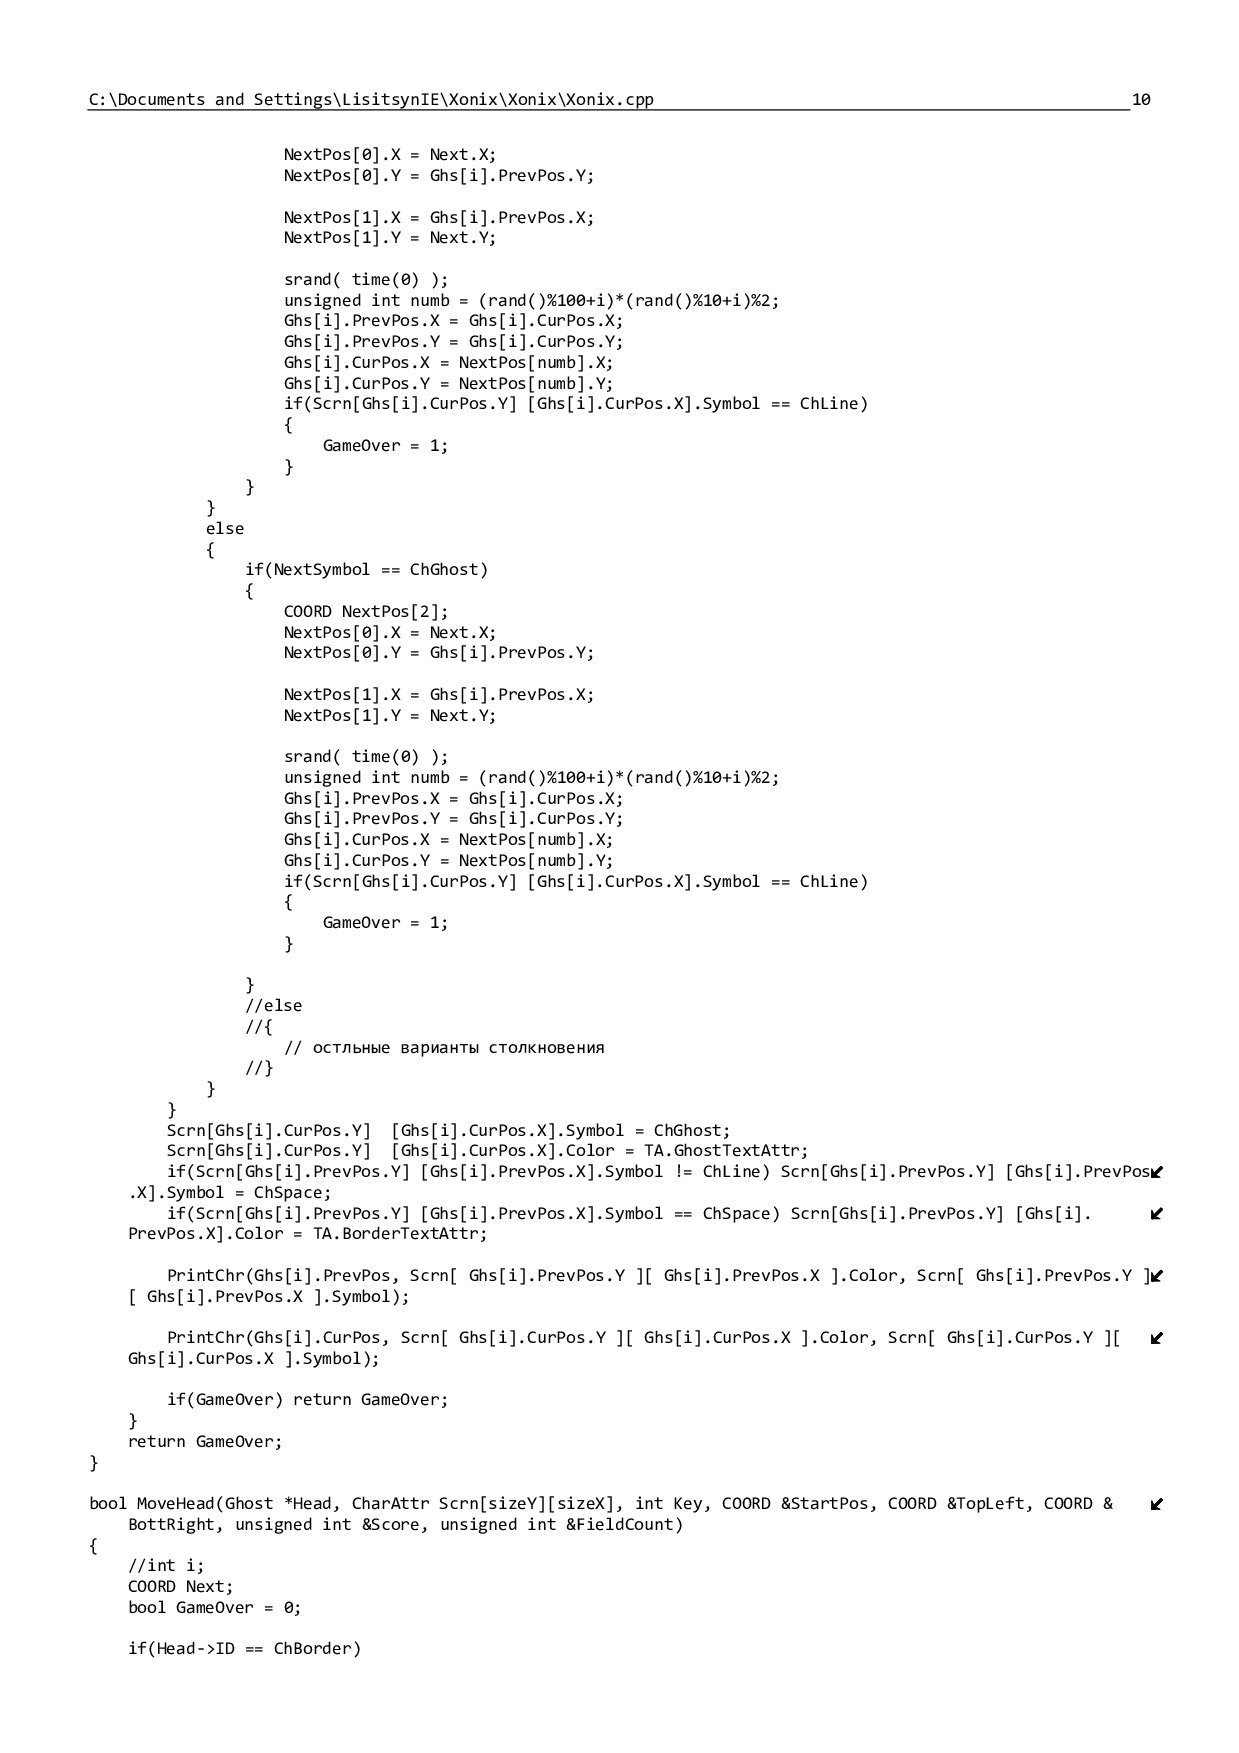 C:\Documents and Settings\LisitsynIE\Xonix\Xonix\Xonix.cpp 10
NextPos[0].X = Next.X;
NextPos[0].Y = Ghs[i].PrevPos.Y;
NextPos[1].X = Ghs[i].PrevPos.X;
NextPos[1].Y = Next.Y;
srand( time(0) );
unsigned int numb = (rand()%100+i)*(rand()%10+i)%2;
Ghs[i].PrevPos.X = Ghs[i].CurPos.X;
Ghs[i].PrevPos.Y = Ghs[i].CurPos.Y;
Ghs[i].CurPos.X = NextPos[numb].X;
Ghs[i].CurPos.Y = NextPos[numb].Y;
if(Scrn[Ghs[i].CurPos.Y] [Ghs[i].CurPos.X].Symbol == ChLine)
{
GameOver = 1;
}
}
}
else
{
if(NextSymbol == ChGhost)
{
COORD NextPos[2];
NextPos[0].X = Next.X;
NextPos[0].Y = Ghs[i].PrevPos.Y;
NextPos[1].X = Ghs[i].PrevPos.X;
NextPos[1].Y = Next.Y;
srand( time(0) );
unsigned int numb = (rand()%100+i)*(rand()%10+i)%2;
Ghs[i].PrevPos.X = Ghs[i].CurPos.X;
Ghs[i].PrevPos.Y = Ghs[i].CurPos.Y;
Ghs[i].CurPos.X = NextPos[numb].X;
Ghs[i].CurPos.Y = NextPos[numb].Y;
if(Scrn[Ghs[i].CurPos.Y] [Ghs[i].CurPos.X].Symbol == ChLine)
{
GameOver = 1;
}
}
//else
//{
// остльные варианты столкновения
//}
}
}
Scrn[Ghs[i].CurPos.Y]  [Ghs[i].CurPos.X].Symbol = ChGhost;
Scrn[Ghs[i].CurPos.Y]  [Ghs[i].CurPos.X].Color = TA.GhostTextAttr;
if(Scrn[Ghs[i].PrevPos.Y] [Ghs[i].PrevPos.X].Symbol != ChLine) Scrn[Ghs[i].PrevPos.Y] [Ghs[i].PrevPos
.X].Symbol = ChSpace;
if(Scrn[Ghs[i].PrevPos.Y] [Ghs[i].PrevPos.X].Symbol == ChSpace) Scrn[Ghs[i].PrevPos.Y] [Ghs[i].
PrevPos.X].Color = TA.BorderTextAttr;
PrintChr(Ghs[i].PrevPos, Scrn[ Ghs[i].PrevPos.Y ][ Ghs[i].PrevPos.X ].Color, Scrn[ Ghs[i].PrevPos.Y ]
[ Ghs[i].PrevPos.X ].Symbol);
PrintChr(Ghs[i].CurPos, Scrn[ Ghs[i].CurPos.Y ][ Ghs[i].CurPos.X ].Color, Scrn[ Ghs[i].CurPos.Y ][
Ghs[i].CurPos.X ].Symbol);
if(GameOver) return GameOver;
}
return GameOver;
}
bool MoveHead(Ghost *Head, CharAttr Scrn[sizeY][sizeX], int Key, COORD &StartPos, COORD &TopLeft, COORD &
BottRight, unsigned int &Score, unsigned int &FieldCount)
{
//int i;
COORD Next;
bool GameOver = 0;
if(Head->ID == ChBorder)